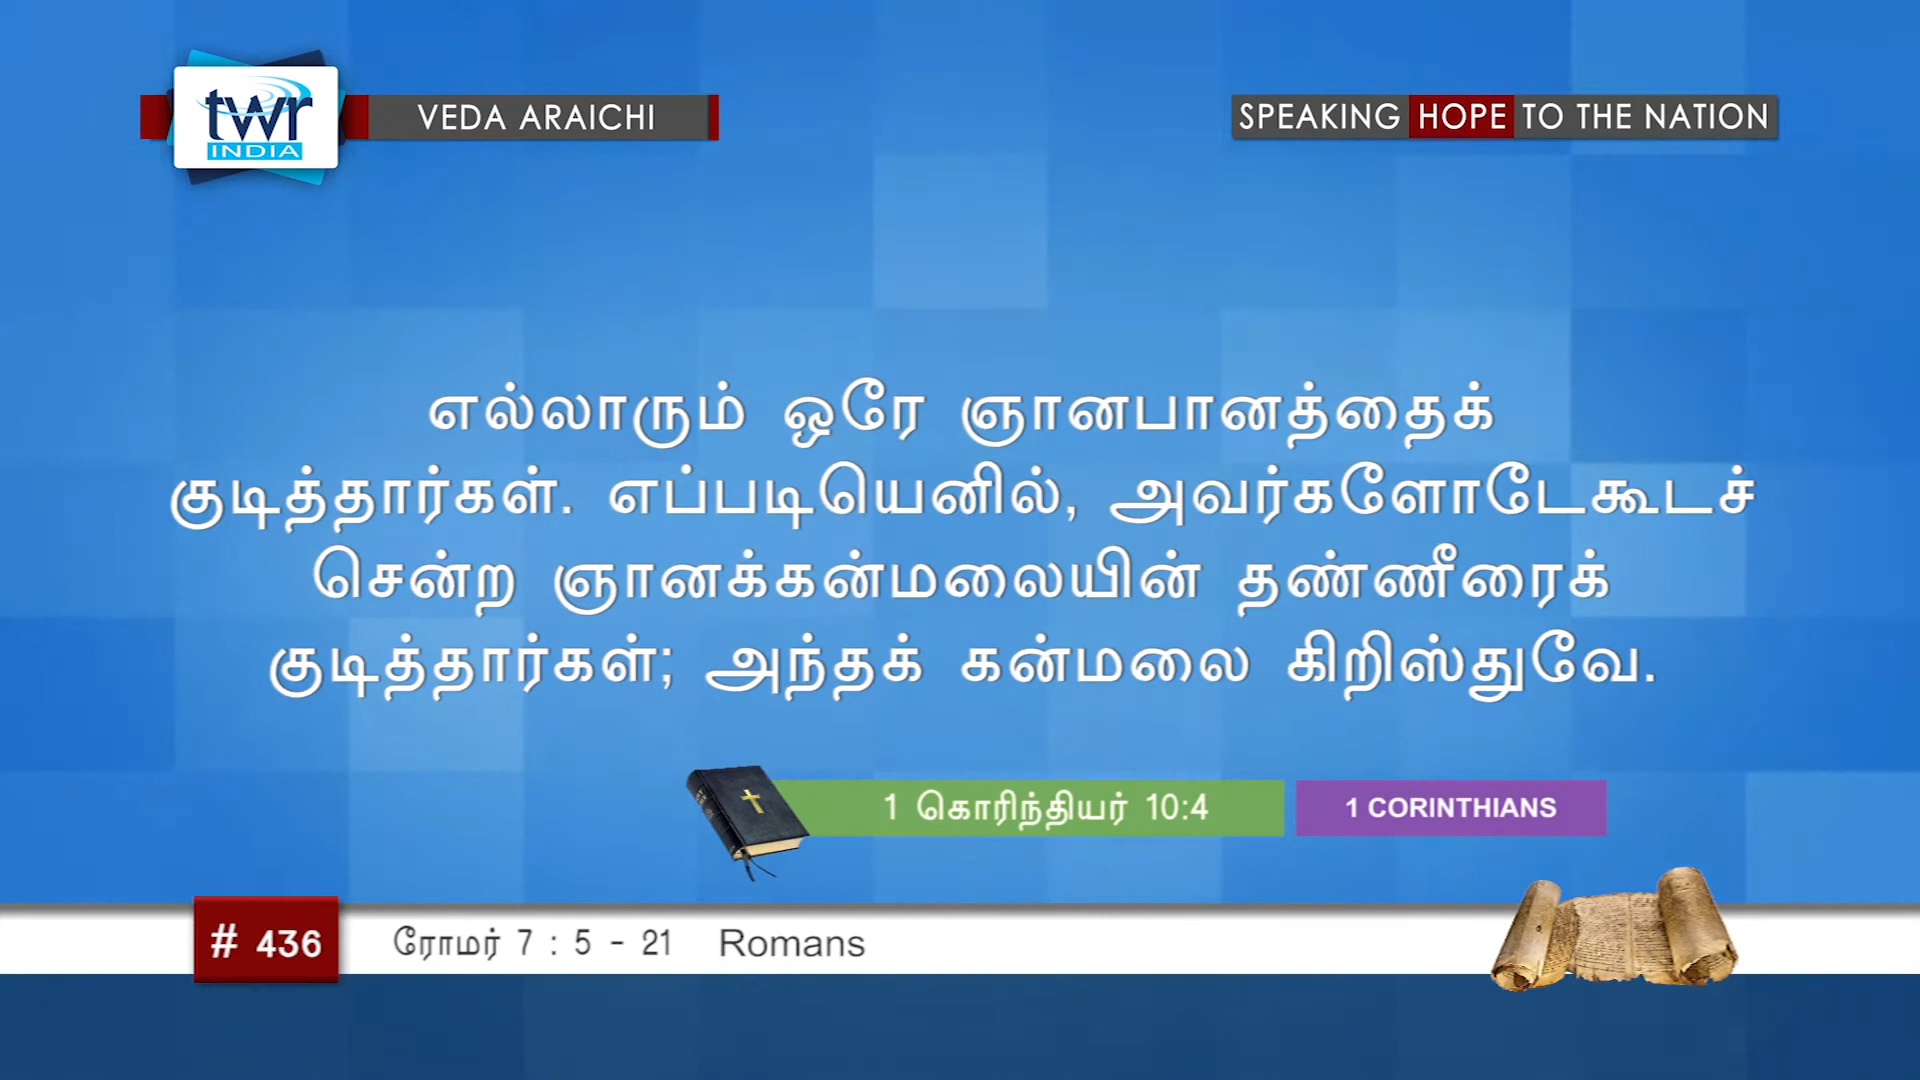 twr
INDIA
VEDA ARAICHI
SPEAKING HOPE TO THE NATION
எல்லாரும் ஒரே ஞானபானத்தைக்
குடித்தார்கள். எப்படியெனில், அவர்களோடேகூடச்
சென்ற ஞானக்கன்மலையின் தண்ணீரைக்
குடித்தார்கள்; அந்தக் கன்மலை கிறிஸ்துவே.
1 கொரிந்தியர் 10:4
1 CORINTHIANS
# 436
ரோமர் 7 : 5 - 21 Romans